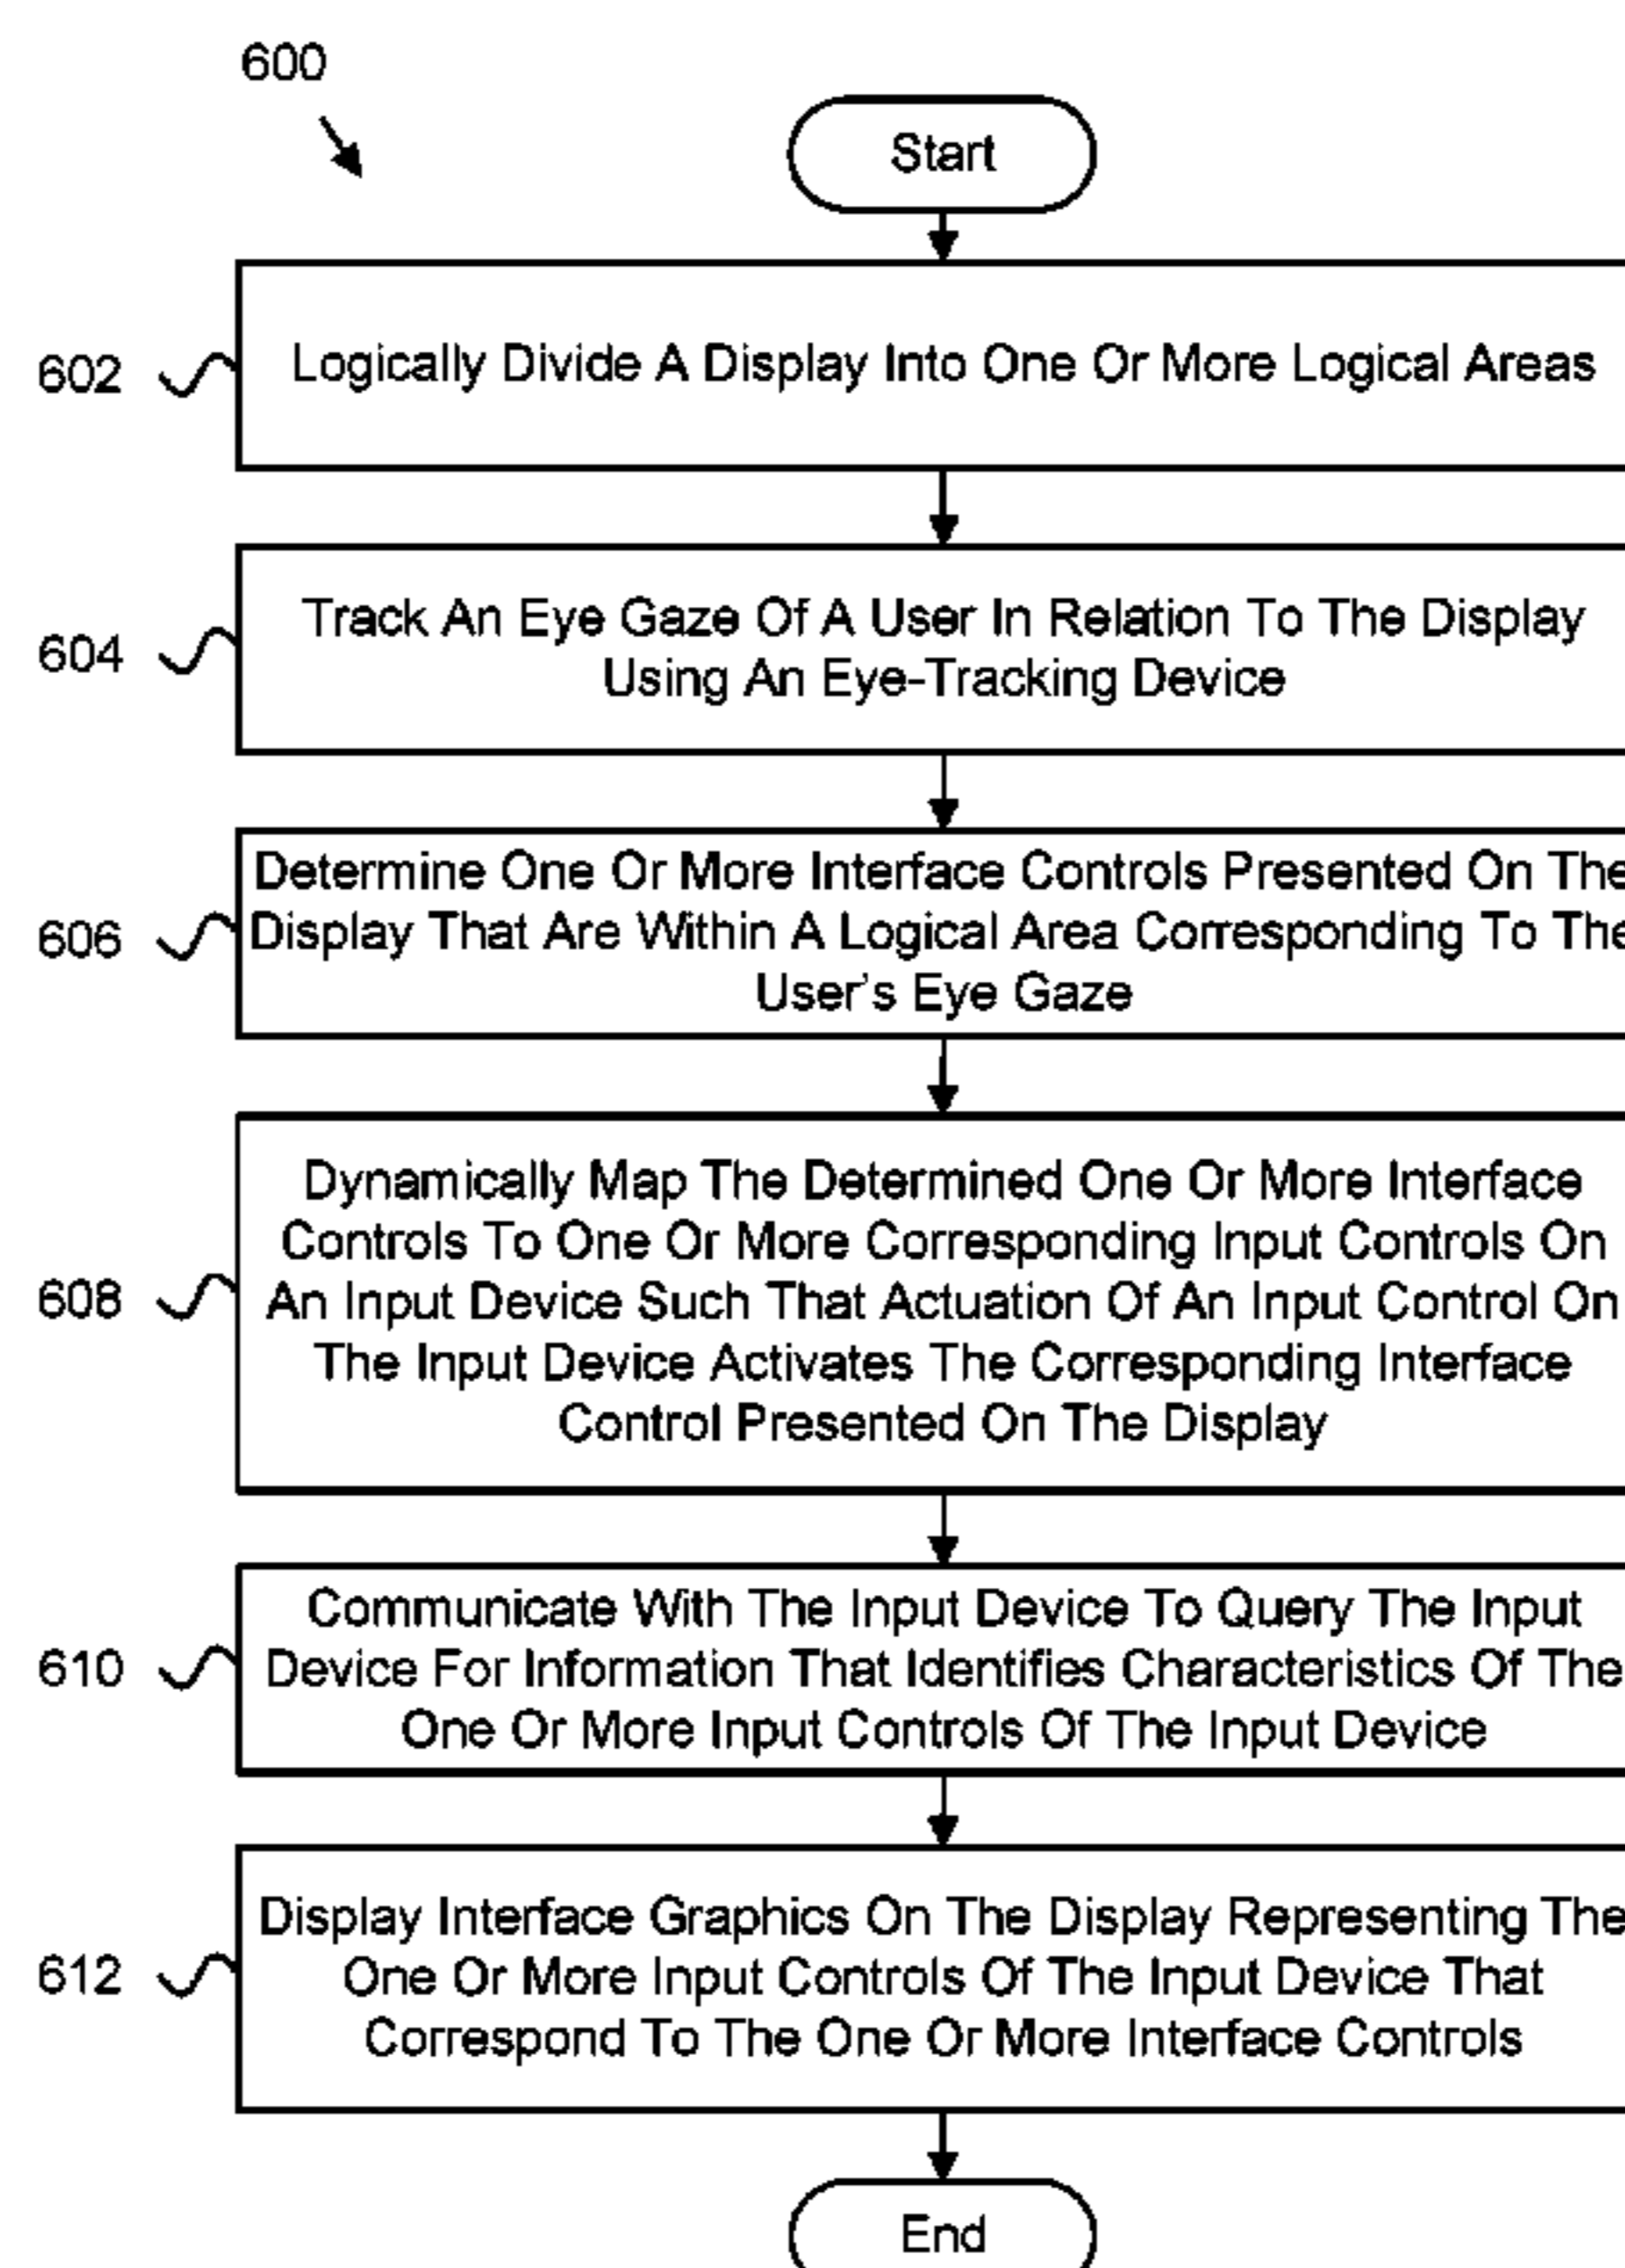 600
Start
602
Logically Divide A Display Into One Or More Logical Areas
604
Track An Eye Gaze Of A User In Relation To The Display
Using An Eye-Tracking Device
606
Determine One Or More Interface Controls Presented On The
Display That Are Within A Logical Area Corresponding To The
User's Eye Gaze
608
Dynamically Map The Determined One Or More Interface
Controls To One Or More Corresponding Input Controls On
An Input Device Such That Actuation Of An Input Control On
The Input Device Activates The Corresponding Interface
Control Presented On The Display
610
Communicate With The Input Device To Query The Input
Device For Information That Identifies Characteristics Of The
One Or More Input Controls Of The Input Device
612
Display Interface Graphics On The Display Representing The
One Or More Input Controls Of The Input Device That
Correspond To The One Or More Interface Controls
End